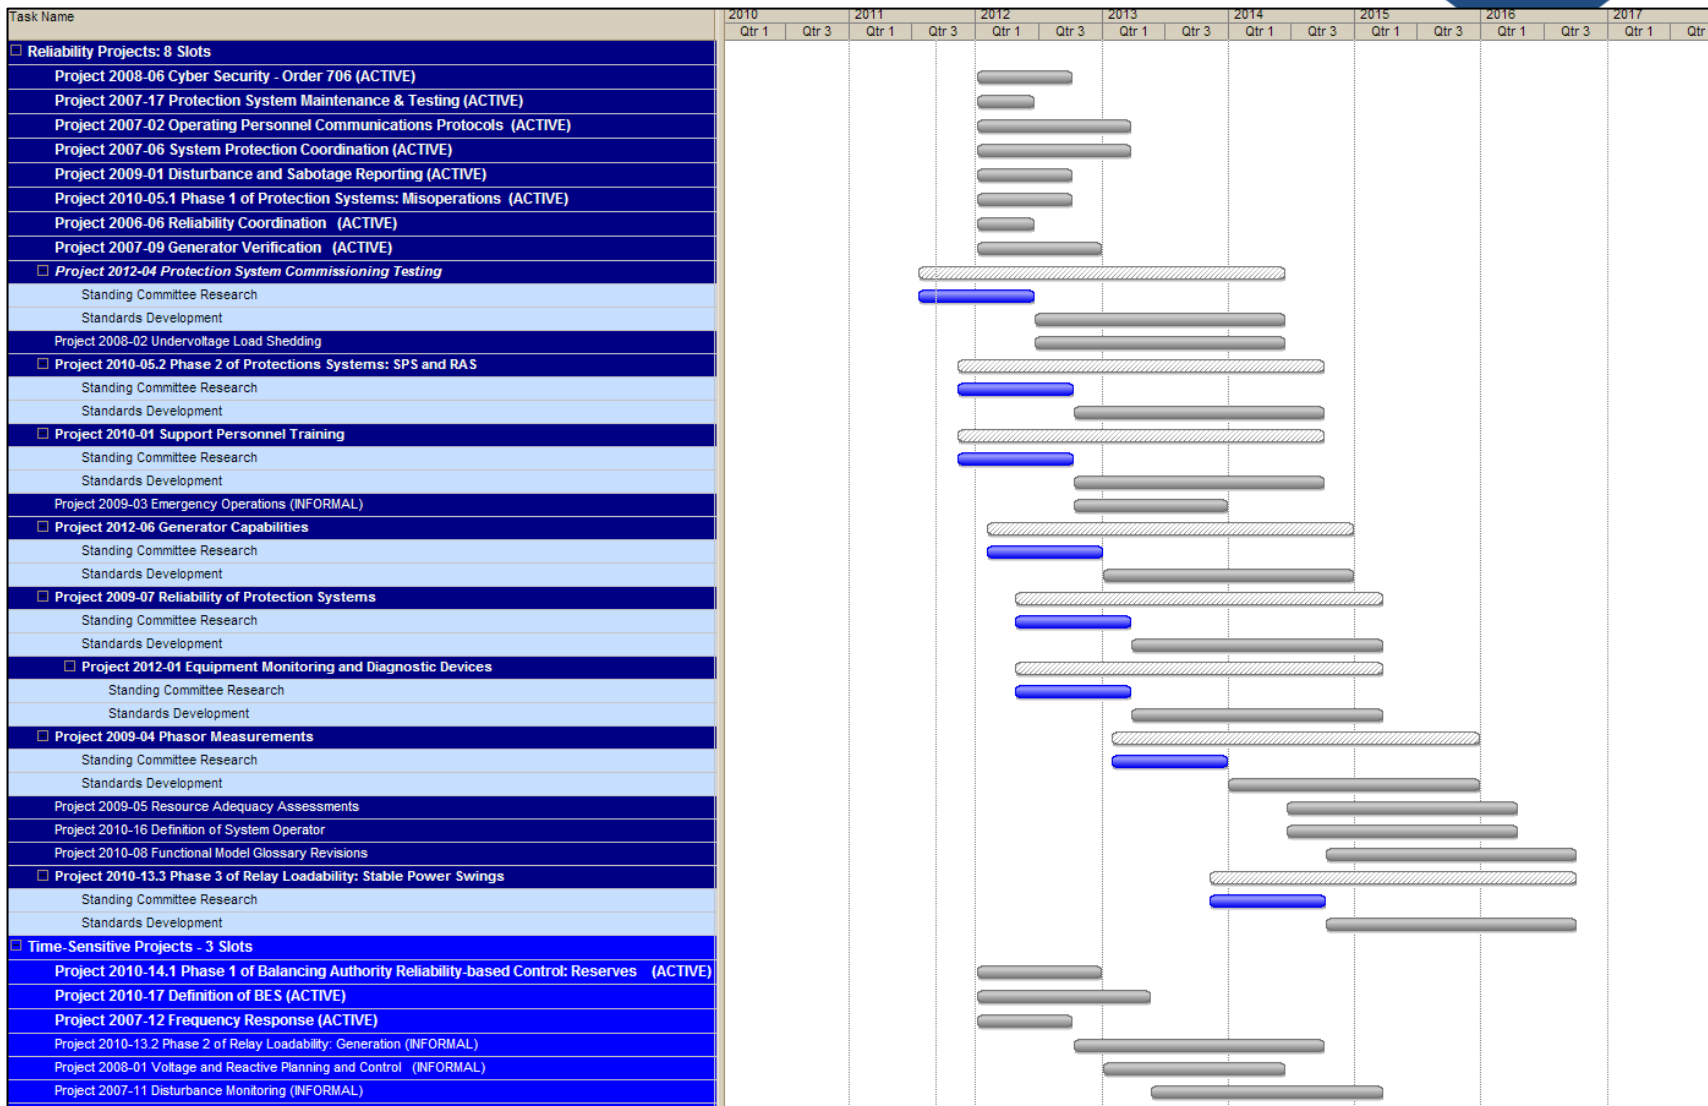 Task Name
2010 2011 2012 2013 2014 2015 2016 2017
Qtr 1 Qtr 3 Qtr 1 Qtr 3 Qtr 1 Qtr 3 Qtr 1 Qtr 3 Qtr 1 Qtr 3 Qtr 1 Qtr 3 Qtr 1 Qtr 3 Qtr 1 Qtr
Reliability Projects: 8 Slots
Project 2008-06 Cyber Security - Order 706 (ACTIVE)
Project 2007-17 Protection System Maintenance & Testing (ACTIVE)
Project 2007-02 Operating Personnel Communications Protocols (ACTIVE)
Project 2007-06 System Protection Coordination (ACTIVE)
Project 2009-01 Disturbance and Sabotage Reporting (ACTIVE)
Project 2010-05.1 Phase 1 of Protection Systems: Misoperations (ACTIVE)
Project 2006-06 Reliability Coordination (ACTIVE)
Project 2007-09 Generator Verification (ACTIVE)
Project 2012-04 Protection System Commissioning Testing
Standing Committee Research
Standards Development
Project 2008-02 Undervoltage Load Shedding
Project 2010-05.2 Phase 2 of Protections Systems: SPS and RAS
Standing Committee Research
Standards Development
Project 2010-01 Support Personnel Training
Standing Committee Research
Standards Development
Project 2009-03 Emergency Operations (INFORMAL)
Project 2012-06 Generator Capabilities
Standing Committee Research
Standards Development
Project 2009-07 Reliability of Protection Systems
Standing Committee Research
Standards Development
Project 2012-01 Equipment Monitoring and Diagnostic Devices
Standing Committee Research
Standards Development
Project 2009-04 Phasor Measurements
Standing Committee Research
Standards Development
Project 2009-05 Resource Adequacy Assessments
Project 2010-16 Definition of System Operator
Project 2010-08 Functional Model Glossary Revisions
Project 2010-13.3 Phase 3 of Relay Loadability: Stable Power Swings
Standing Committee Research
Standards Development
Time-Sensitive Projects - 3 Slots
Project 2010-14.1 Phase 1 of Balancing Authority Reliability-based Control: Reserves (ACTIVE)
Project 2010-17 Definition of BES (ACTIVE)
Project 2007-12 Frequency Response (ACTIVE)
Project 2010-13.2 Phase 2 of Relay Loadability: Generation (INFORMAL)
Project 2008-01 Voltage and Reactive Planning and Control (INFORMAL)
Project 2007-11 Disturbance Monitoring (INFORMAL)